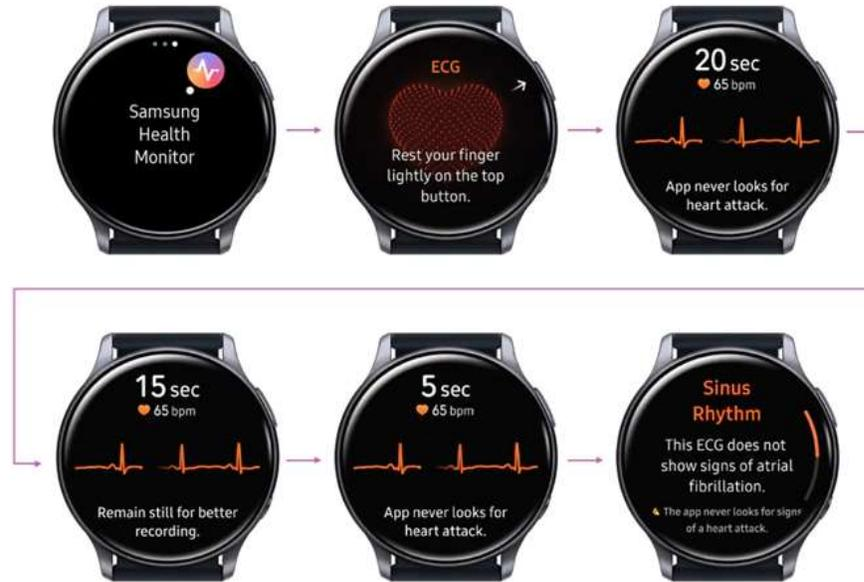 Samsung
Health
Monitor
ECG
Rest your finger
lightly on the top
button.
20 sec
65 bpm
App never looks for
heart attack.
15 sec
65 bpm
Remain still for better
recording.
5 sec
65 bpm
App never looks for
heart attack.
Sinus
Rhythm
This ECG does not
show signs of atrial
fibrillation.
The app never looks for signs
of a heart attack.